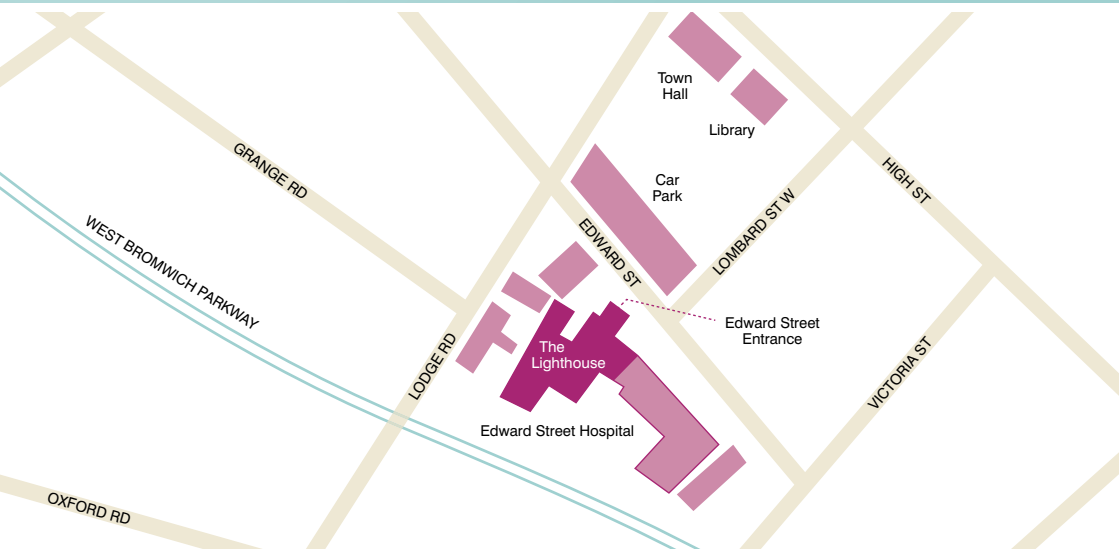 Town
Hall
Library
GRANGE RD
Car
Park
HIGH ST
LOMBARD ST W
EDWARD ST
WEST BROMWICH PARKWAY
Edward Street
Entrance
The
Lighthouse
LODGE RD
VICTORIA ST
Edward Street Hospital
OXFORD RD